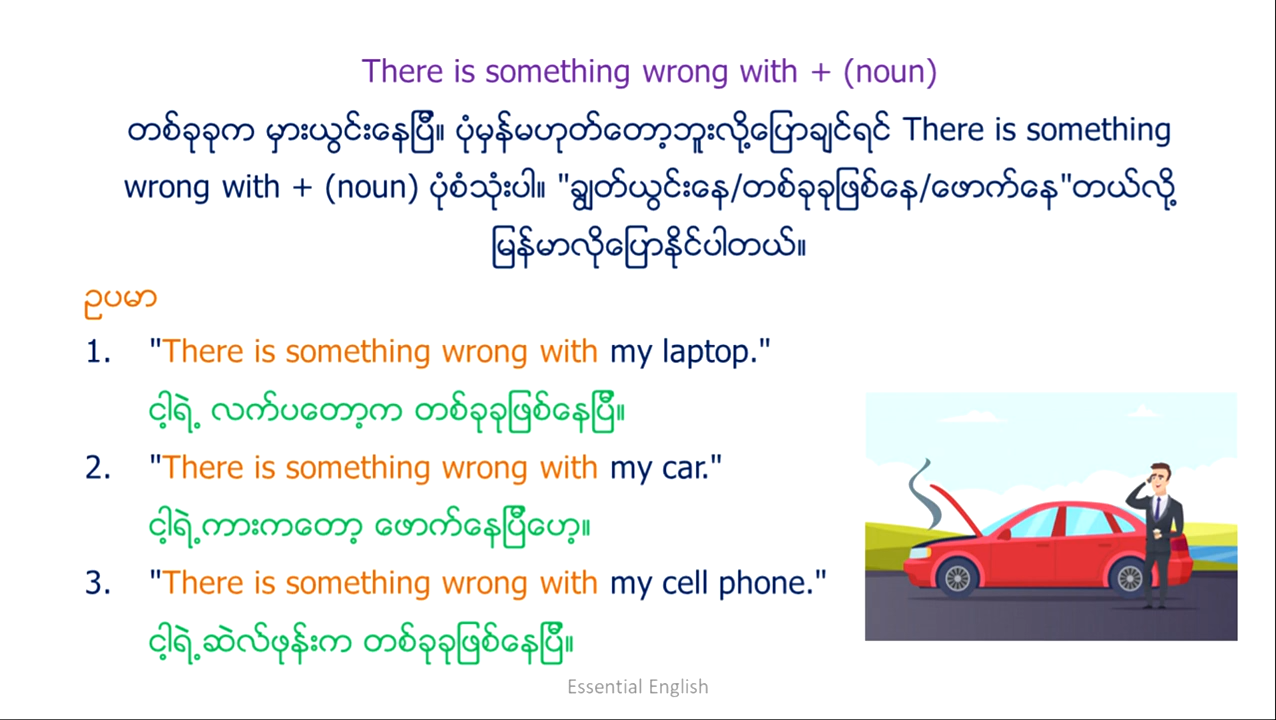 There is something wrong with + (noun)
တစ်ခုခုက မှားယွင်းနေပြီ။ ပုံမှန်မဟုတ်တော့ဘူးလို့ပြောချင်ရင် There is something
wrong with + (noun) ပုံစံသုံးပါ။ "ချွတ်ယွင်းနေ/တစ်ခုခုဖြစ်နေ/ဖောက်နေ"တယ်လို့
မြန်မာလိုပြောနိုင်ပါတယ်။
ဥပမာ
1. "There is something wrong with my laptop."
ငါ့ရဲ့ လက်ပတော့က တစ်ခုခုဖြစ်နေပြီ။
2. "There is something wrong with my car."
ငါ့ရဲ့ကားကတော့ ဖောက်နေပြီဟေ့။
3. "There is something wrong with my cell phone."
ငါ့ရဲ့ဆဲလ်ဖုန်းက တစ်ခုခုဖြစ်နေပြီ။
Essential English